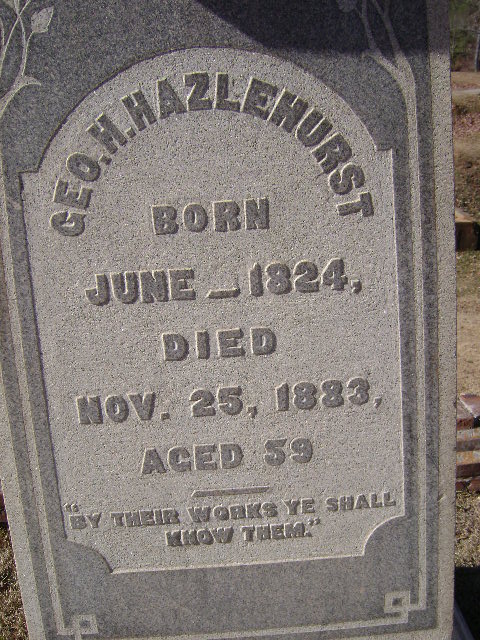 GEO. H. HAZLEHURST
BORN
JUNE – 1824,
DIED
NOV. 25, 1883,
AGED 59
"BY THEIR WORKS YE SHALL
KNOW THEM."